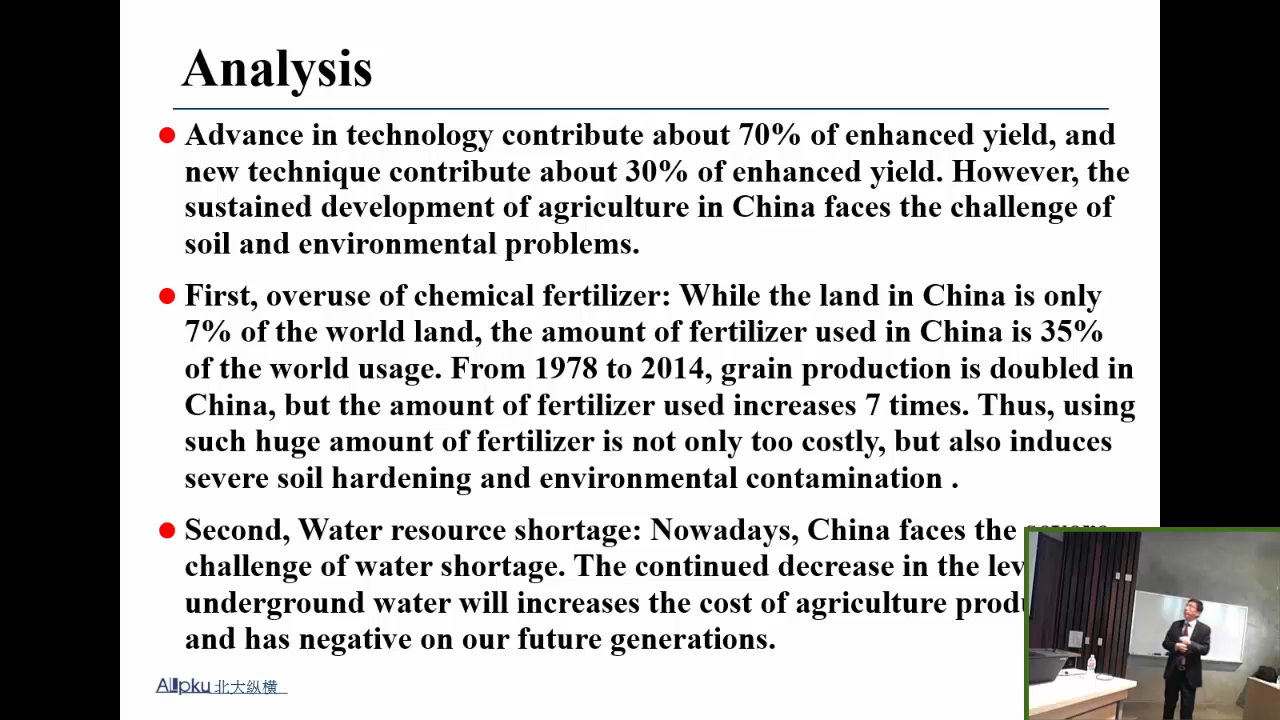 Analysis
Advance in technology contribute about 70% of enhanced yield, and
new technique contribute about 30% of enhanced yield. However, the
sustained development of agriculture in China faces the challenge of
soil and environmental problems.
First, overuse of chemical fertilizer: While the land in China is only
7% of the world land, the amount of fertilizer used in China is 35%
of the world usage. From 1978 to 2014, grain production is doubled in
China, but the amount of fertilizer used increases 7 times. Thus, using
such huge amount of fertilizer is not only too costly, but also induces
severe soil hardening and environmental contamination .
Second, Water resource shortage: Nowadays, China faces the severe
challenge of water shortage. The continued decrease in the
underground water will increases the cost of agriculture
and has negative on our future generations.
Allpku 北大纵横